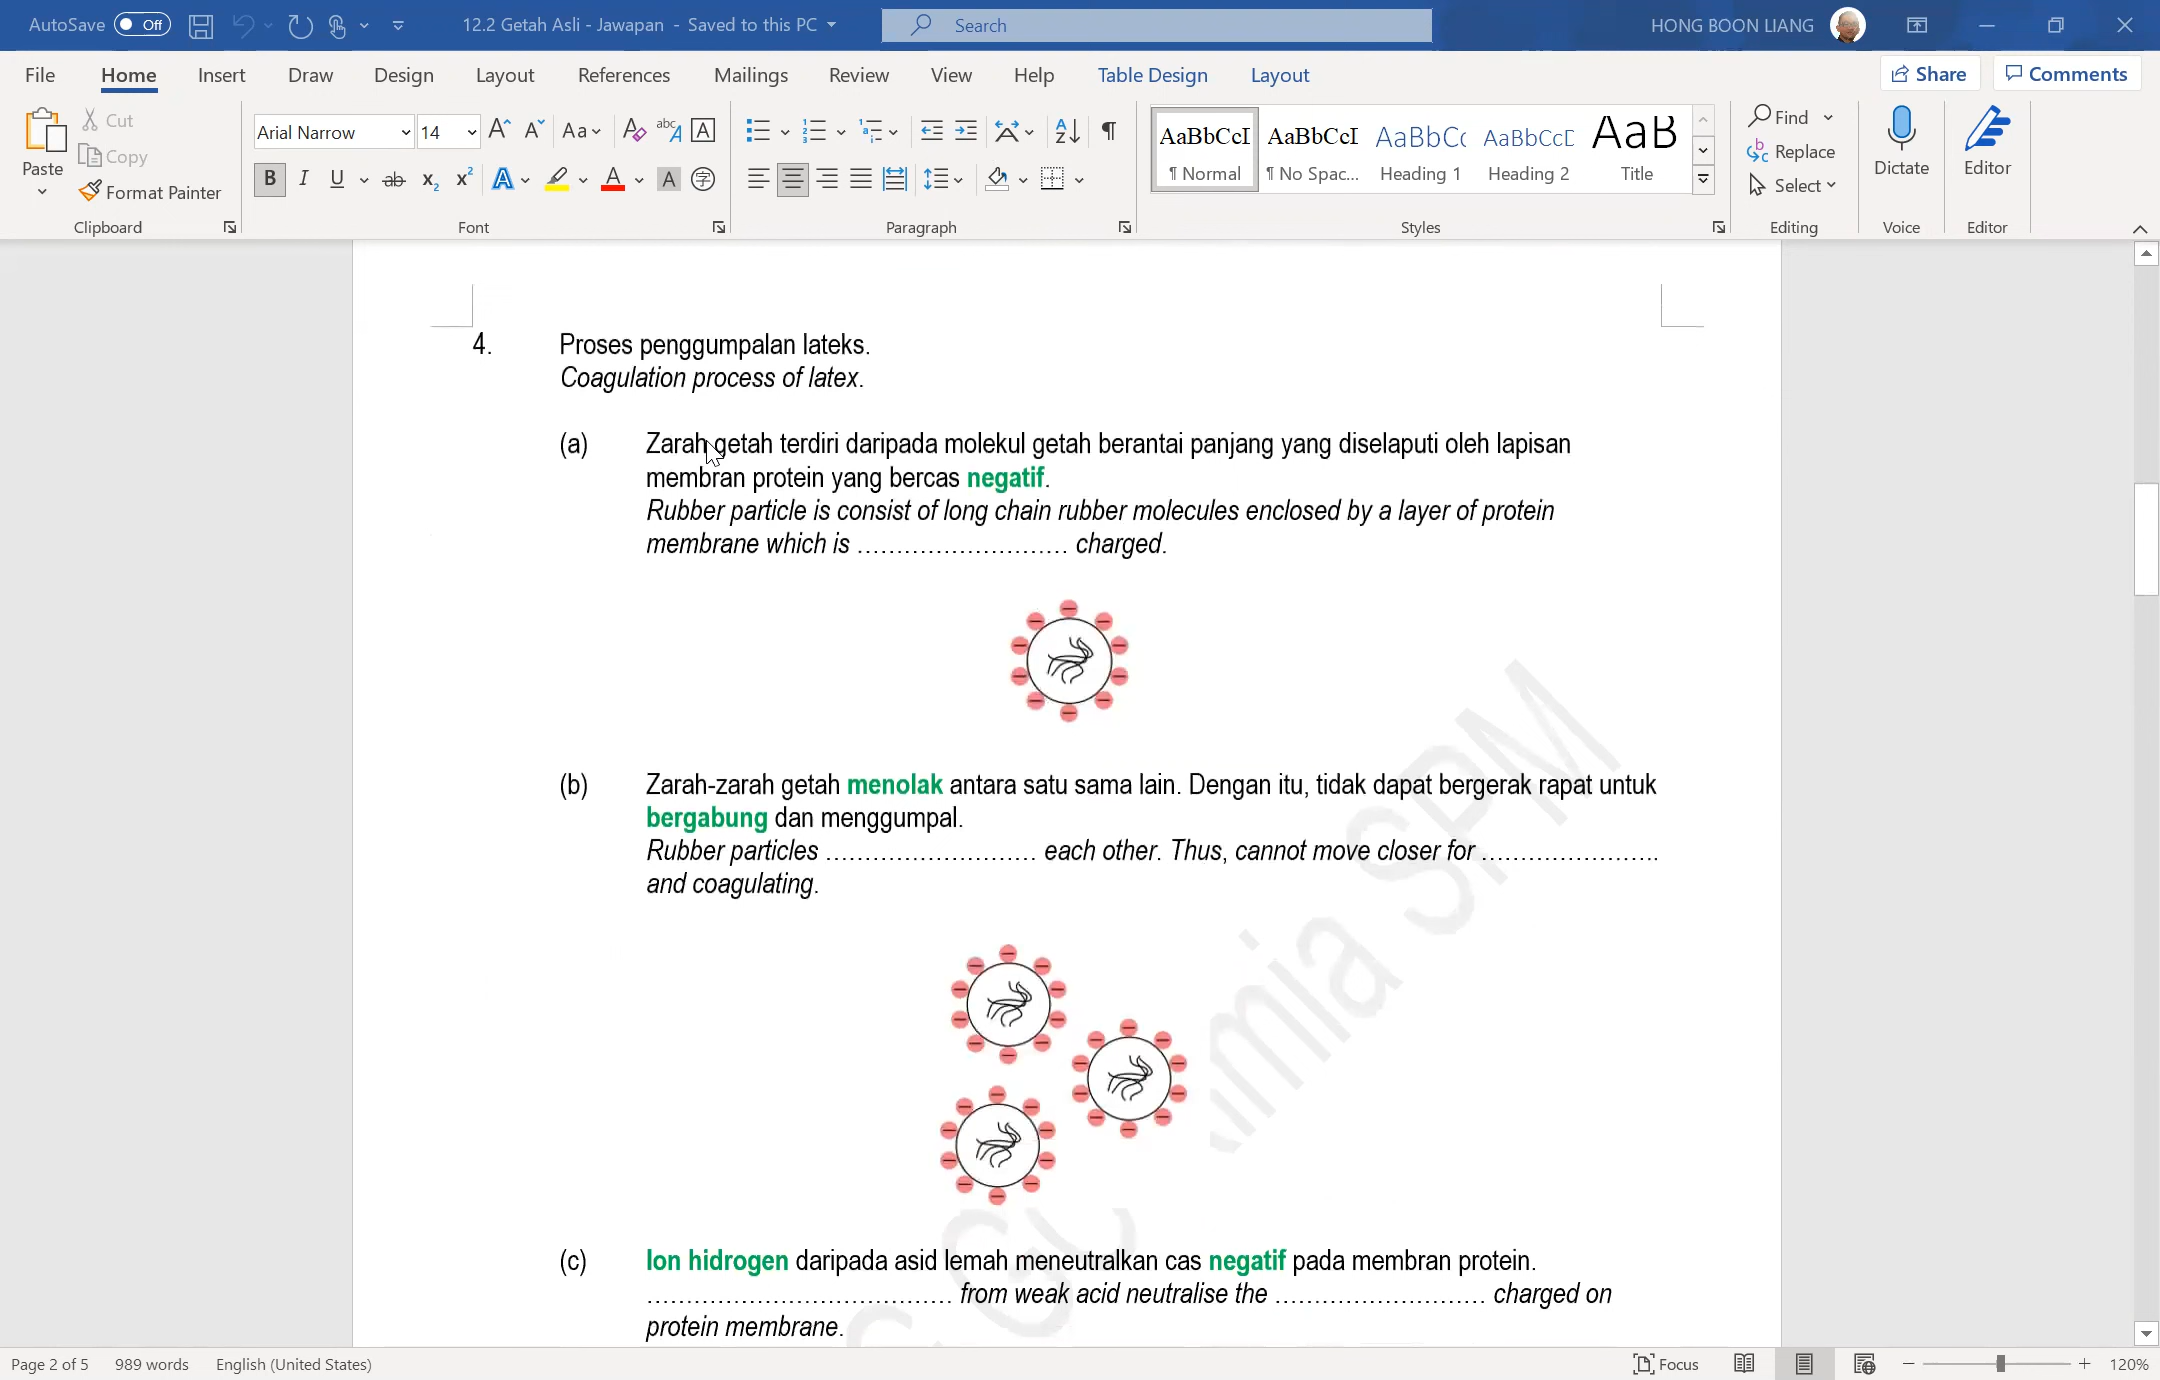 AutoSave Off 12.2 Getah Asli - Jawapan - Saved to this PC Search HONG BOON LIANG
File Home Insert Draw Design Layout References Mailings Review View Help Table Design Layout Share Comments
Paste Cut Copy Format Painter
Arial Narrow 14
AaBbCcI AaBbCcI AaBbC AaBbCcD AaB
¶ Normal ¶ No Spac... Heading 1 Heading 2 Title
Find Replace Select
Dictate Editor
Clipboard Font Paragraph Styles Editing Voice Editor
4. Proses penggumpalan lateks.
Coagulation process of latex.
(a) Zarah getah terdiri daripada molekul getah berantai panjang yang diselaputi oleh lapisan
membran protein yang bercas negatif.
Rubber particle is consist of long chain rubber molecules enclosed by a layer of protein
membrane which is ……………………… charged.
(b) Zarah-zarah getah menolak antara satu sama lain. Dengan itu, tidak dapat bergerak rapat untuk
bergabung dan menggumpal.
Rubber particles ……………………… each other. Thus, cannot move closer for …………………..
and coagulating.
(c) Ion hidrogen daripada asid lemah meneutralkan cas negatif pada membran protein.
………………………………… from weak acid neutralise the ……………………… charged on
protein membrane.
Page 2 of 5 989 words English (United States) Focus 120%